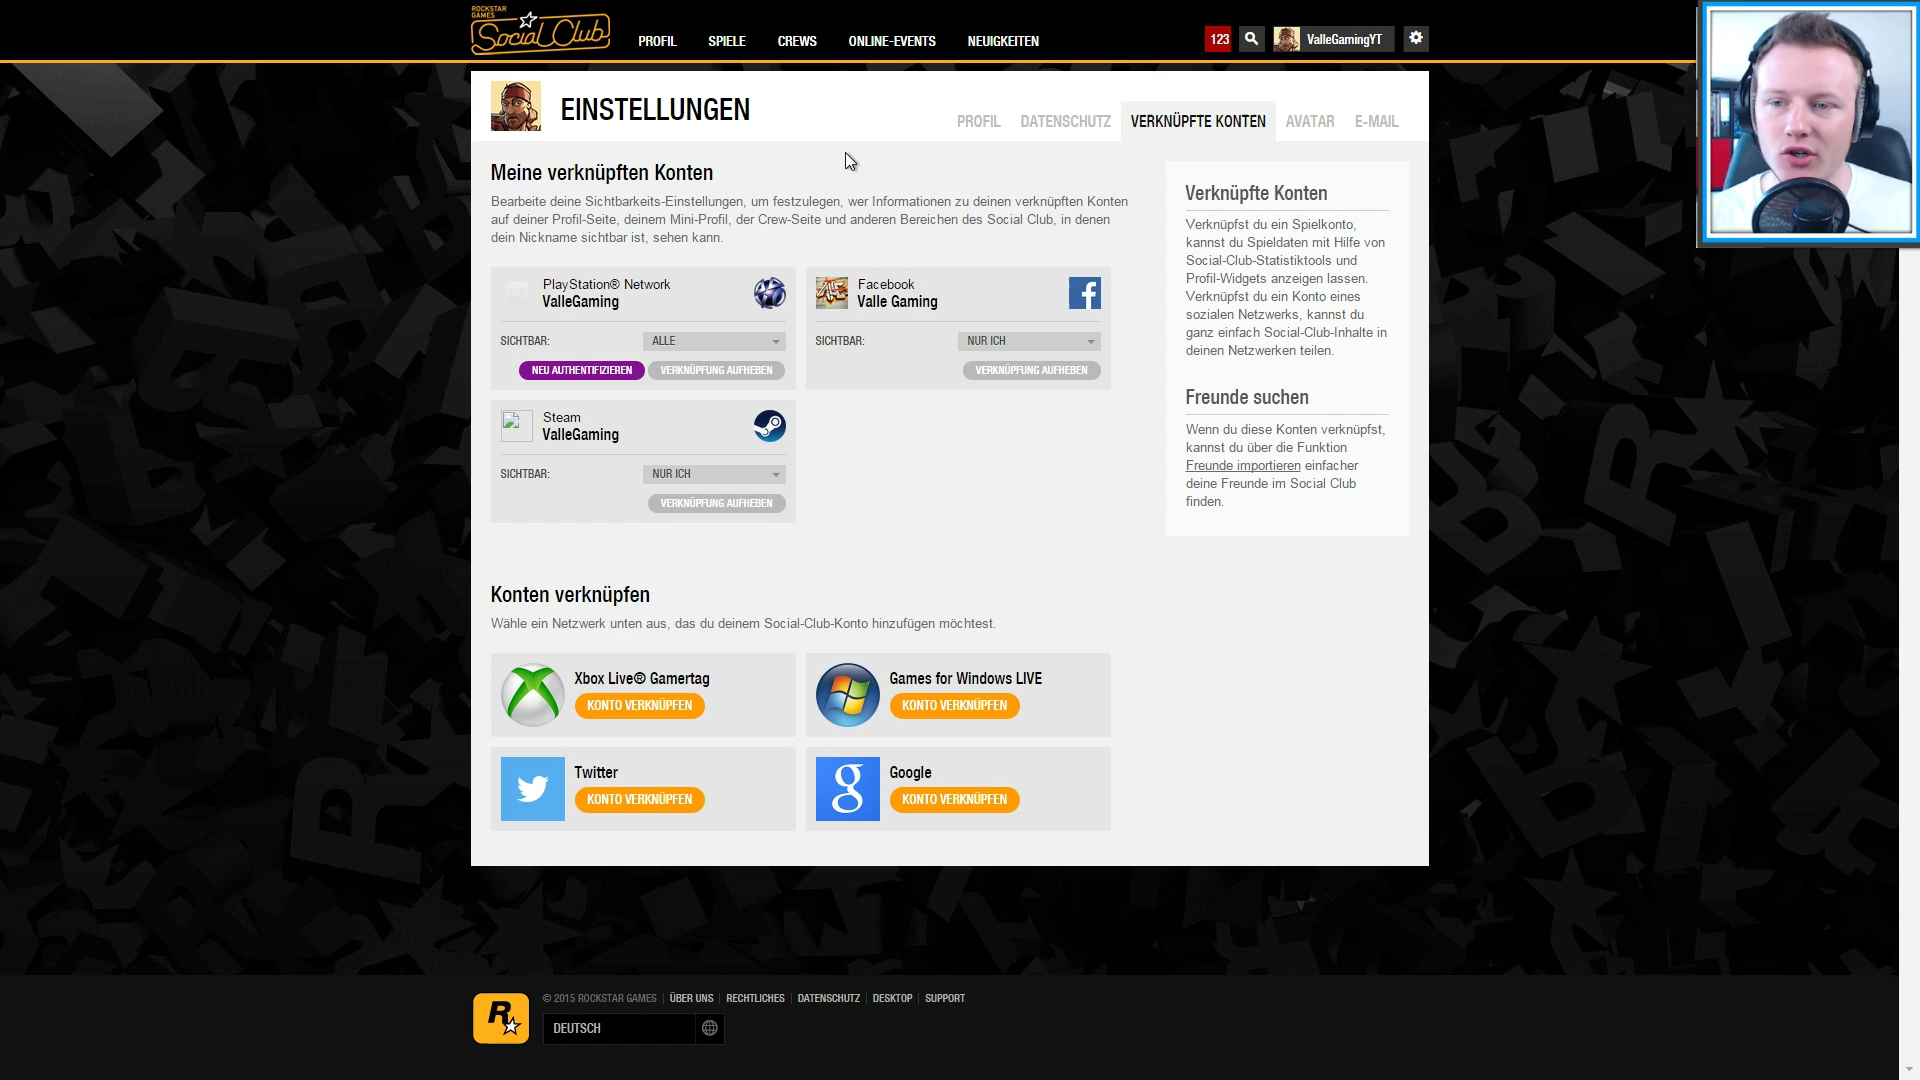 ROCKSTAR
GAMES
Social Club
PROFIL SPIELE CREWS ONLINE-EVENTS NEUIGKEITEN
123 ValleGamingYT
EINSTELLUNGEN
PROFIL DATENSCHUTZ VERKNÜPFTE KONTEN AVATAR E-MAIL
Meine verknüpften Konten
Bearbeite deine Sichtbarkeits-Einstellungen, um festzulegen, wer Informationen zu deinen verknüpften Konten
auf deiner Profil-Seite, deinem Mini-Profil, der Crew-Seite und anderen Bereichen des Social Club, in denen
dein Nickname sichtbar ist, sehen kann.
PlayStation® Network
ValleGaming
SICHTBAR: ALLE
NEU AUTHENTIFIZIEREN VERKNÜPFUNG AUFHEBEN
Facebook
Valle Gaming
SICHTBAR: NUR ICH
VERKNÜPFUNG AUFHEBEN
Steam
ValleGaming
SICHTBAR: NUR ICH
VERKNÜPFUNG AUFHEBEN
Verknüpfte Konten
Verknüpfst du ein Spielkonto,
kannst du Spieldaten mit Hilfe von
Social-Club-Statistiktools und
Profil-Widgets anzeigen lassen.
Verknüpfst du ein Konto eines
sozialen Netzwerks, kannst du
ganz einfach Social-Club-Inhalte in
deinen Netzwerken teilen.
Freunde suchen
Wenn du diese Konten verknüpfst,
kannst du über die Funktion
Freunde importieren einfacher
deine Freunde im Social Club
finden.
Konten verknüpfen
Wähle ein Netzwerk unten aus, das du deinem Social-Club-Konto hinzufügen möchtest.
Xbox Live® Gamertag
KONTO VERKNÜPFEN
Games for Windows LIVE
KONTO VERKNÜPFEN
Twitter
KONTO VERKNÜPFEN
Google
KONTO VERKNÜPFEN
© 2015 ROCKSTAR GAMES | ÜBER UNS | RECHTLICHES | DATENSCHUTZ | DESKTOP | SUPPORT
DEUTSCH